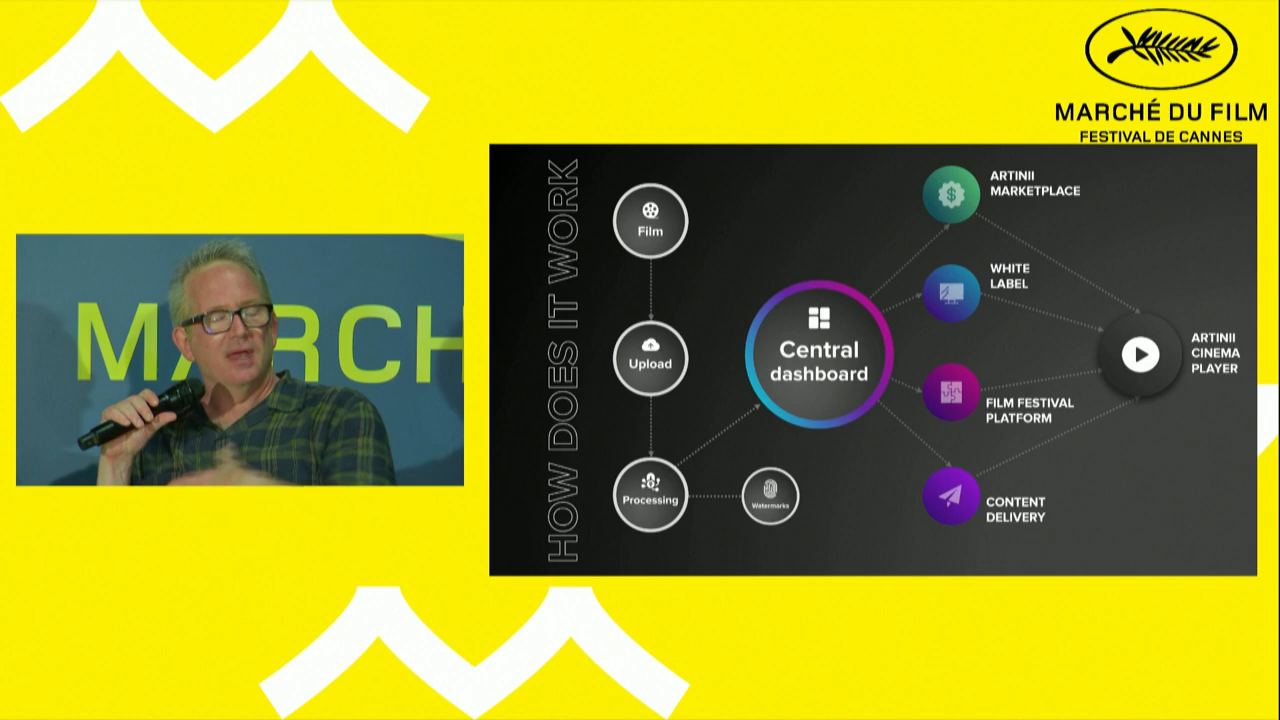 MARCHÉ DU FILM
FESTIVAL DE CANNES
MARCH
HOW DOES IT WORK
Film
Upload
Processing
Watermarks
Central
dashboard
ARTINII
MARKETPLACE
WHITE
LABEL
FILM FESTIVAL
PLATFORM
CONTENT
DELIVERY
ARTINII
CINEMA
PLAYER